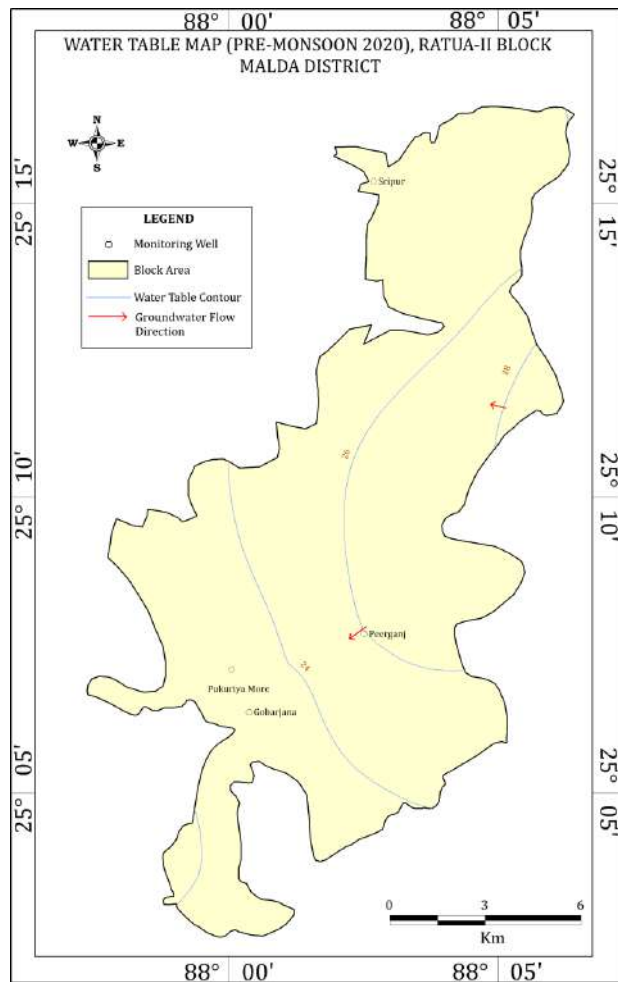 88° 00' 88° 05'
WATER TABLE MAP (PRE-MONSOON 2020), RATUA-II BLOCK
MALDA DISTRICT
N
W E
S
25° 15'
25° 15'
Sripur
LEGEND
Monitoring Well
Block Area
Water Table Contour
Groundwater Flow
Direction
28
26
25° 10'
25° 10'
Peerganj
24
Pukuriya More
Gobarjana
25° 05'
25° 05'
0 3 6
Km
88° 00' 88° 05'